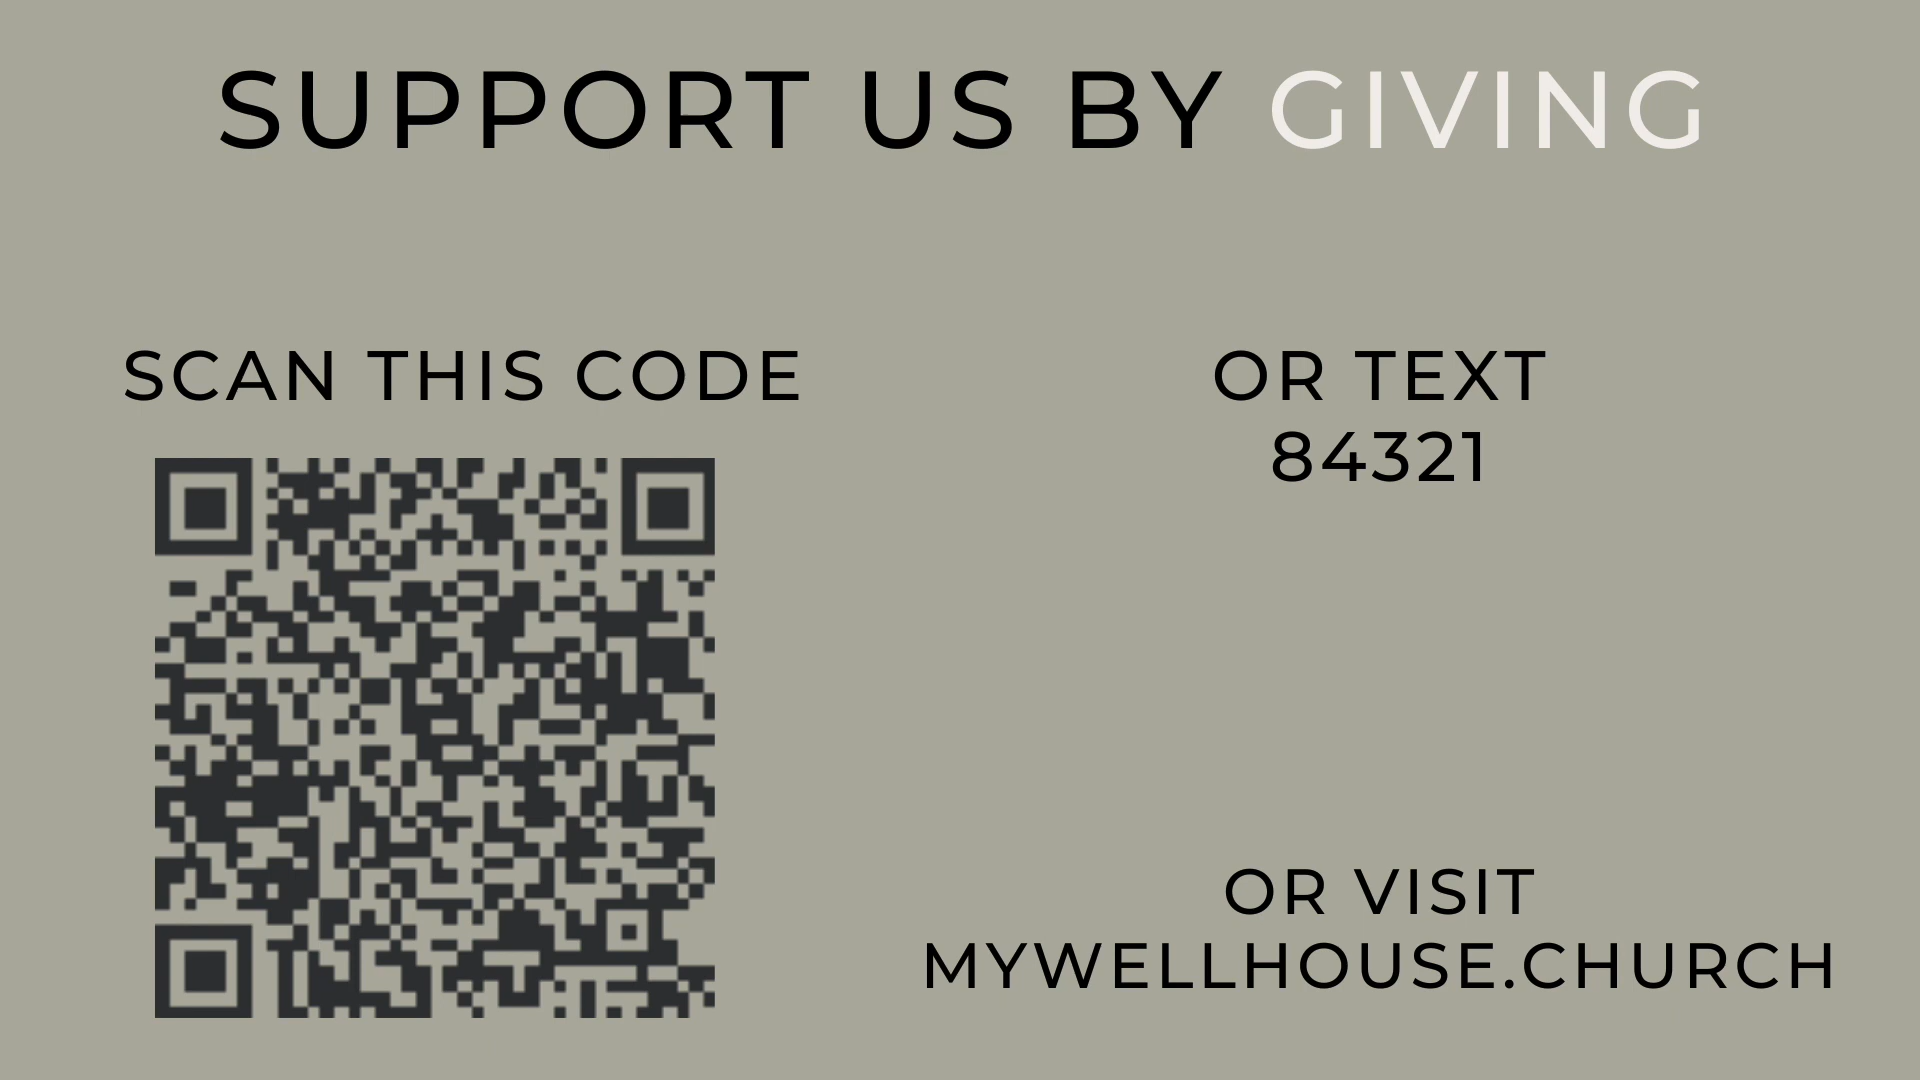 SUPPORT US BY GIVING
SCAN THIS CODE
OR TEXT
84321
OR VISIT
MYWELLHOUSE.CHURCH